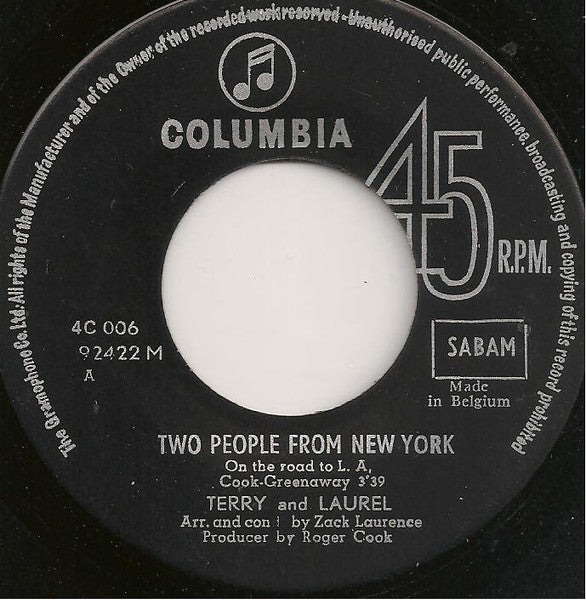 The Gramophone Co. Ltd. All rights of the Manufacturer and of the Owner of the recorded work reserved - Unauthorised public performance, broadcasting and copying of this record prohibited
COLUMBIA
45
R.P.M.
4C 006
92422 M
A
SABAM
Made
in Belgium
TWO PEOPLE FROM NEW YORK
On the road to L. A,
Cook-Greenaway 3'39
TERRY and LAUREL
Arr. and con by Zack Laurence
Producer by Roger Cook